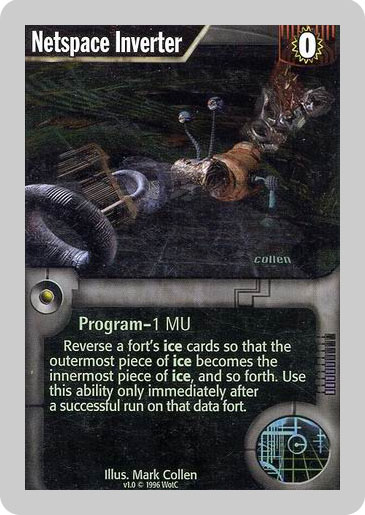 Netspace Inverter
0
collen
Program–1 MU
Reverse a fort's ice cards so that the
outermost piece of ice becomes the
innermost piece of ice, and so forth. Use
this ability only immediately after
a successful run on that data fort.
Illus. Mark Collen
v1.0 © 1996 WotC